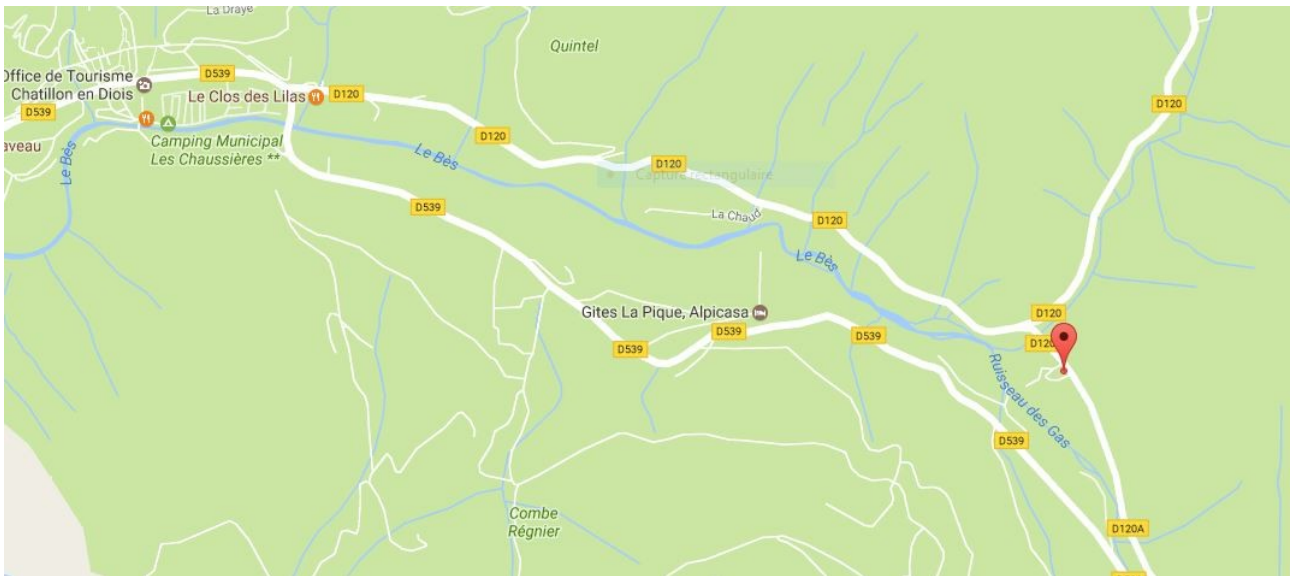 La Draye
Quintel
Office de Tourisme
Chatillon en Diois
D539
Le Clos des Lilas
D120
D120
D539
D120
Camping Municipal
Les Chaussières **
aveau
Le Bès
Le Bès
D120
Capture rectangulaire
D539
La Chaud
D120
Le Bès
Gites La Pique, Alpicasa
D120
D539
D539
D120
D539
Ruisseau des Gas
D539
Combe
Régnier
D120A